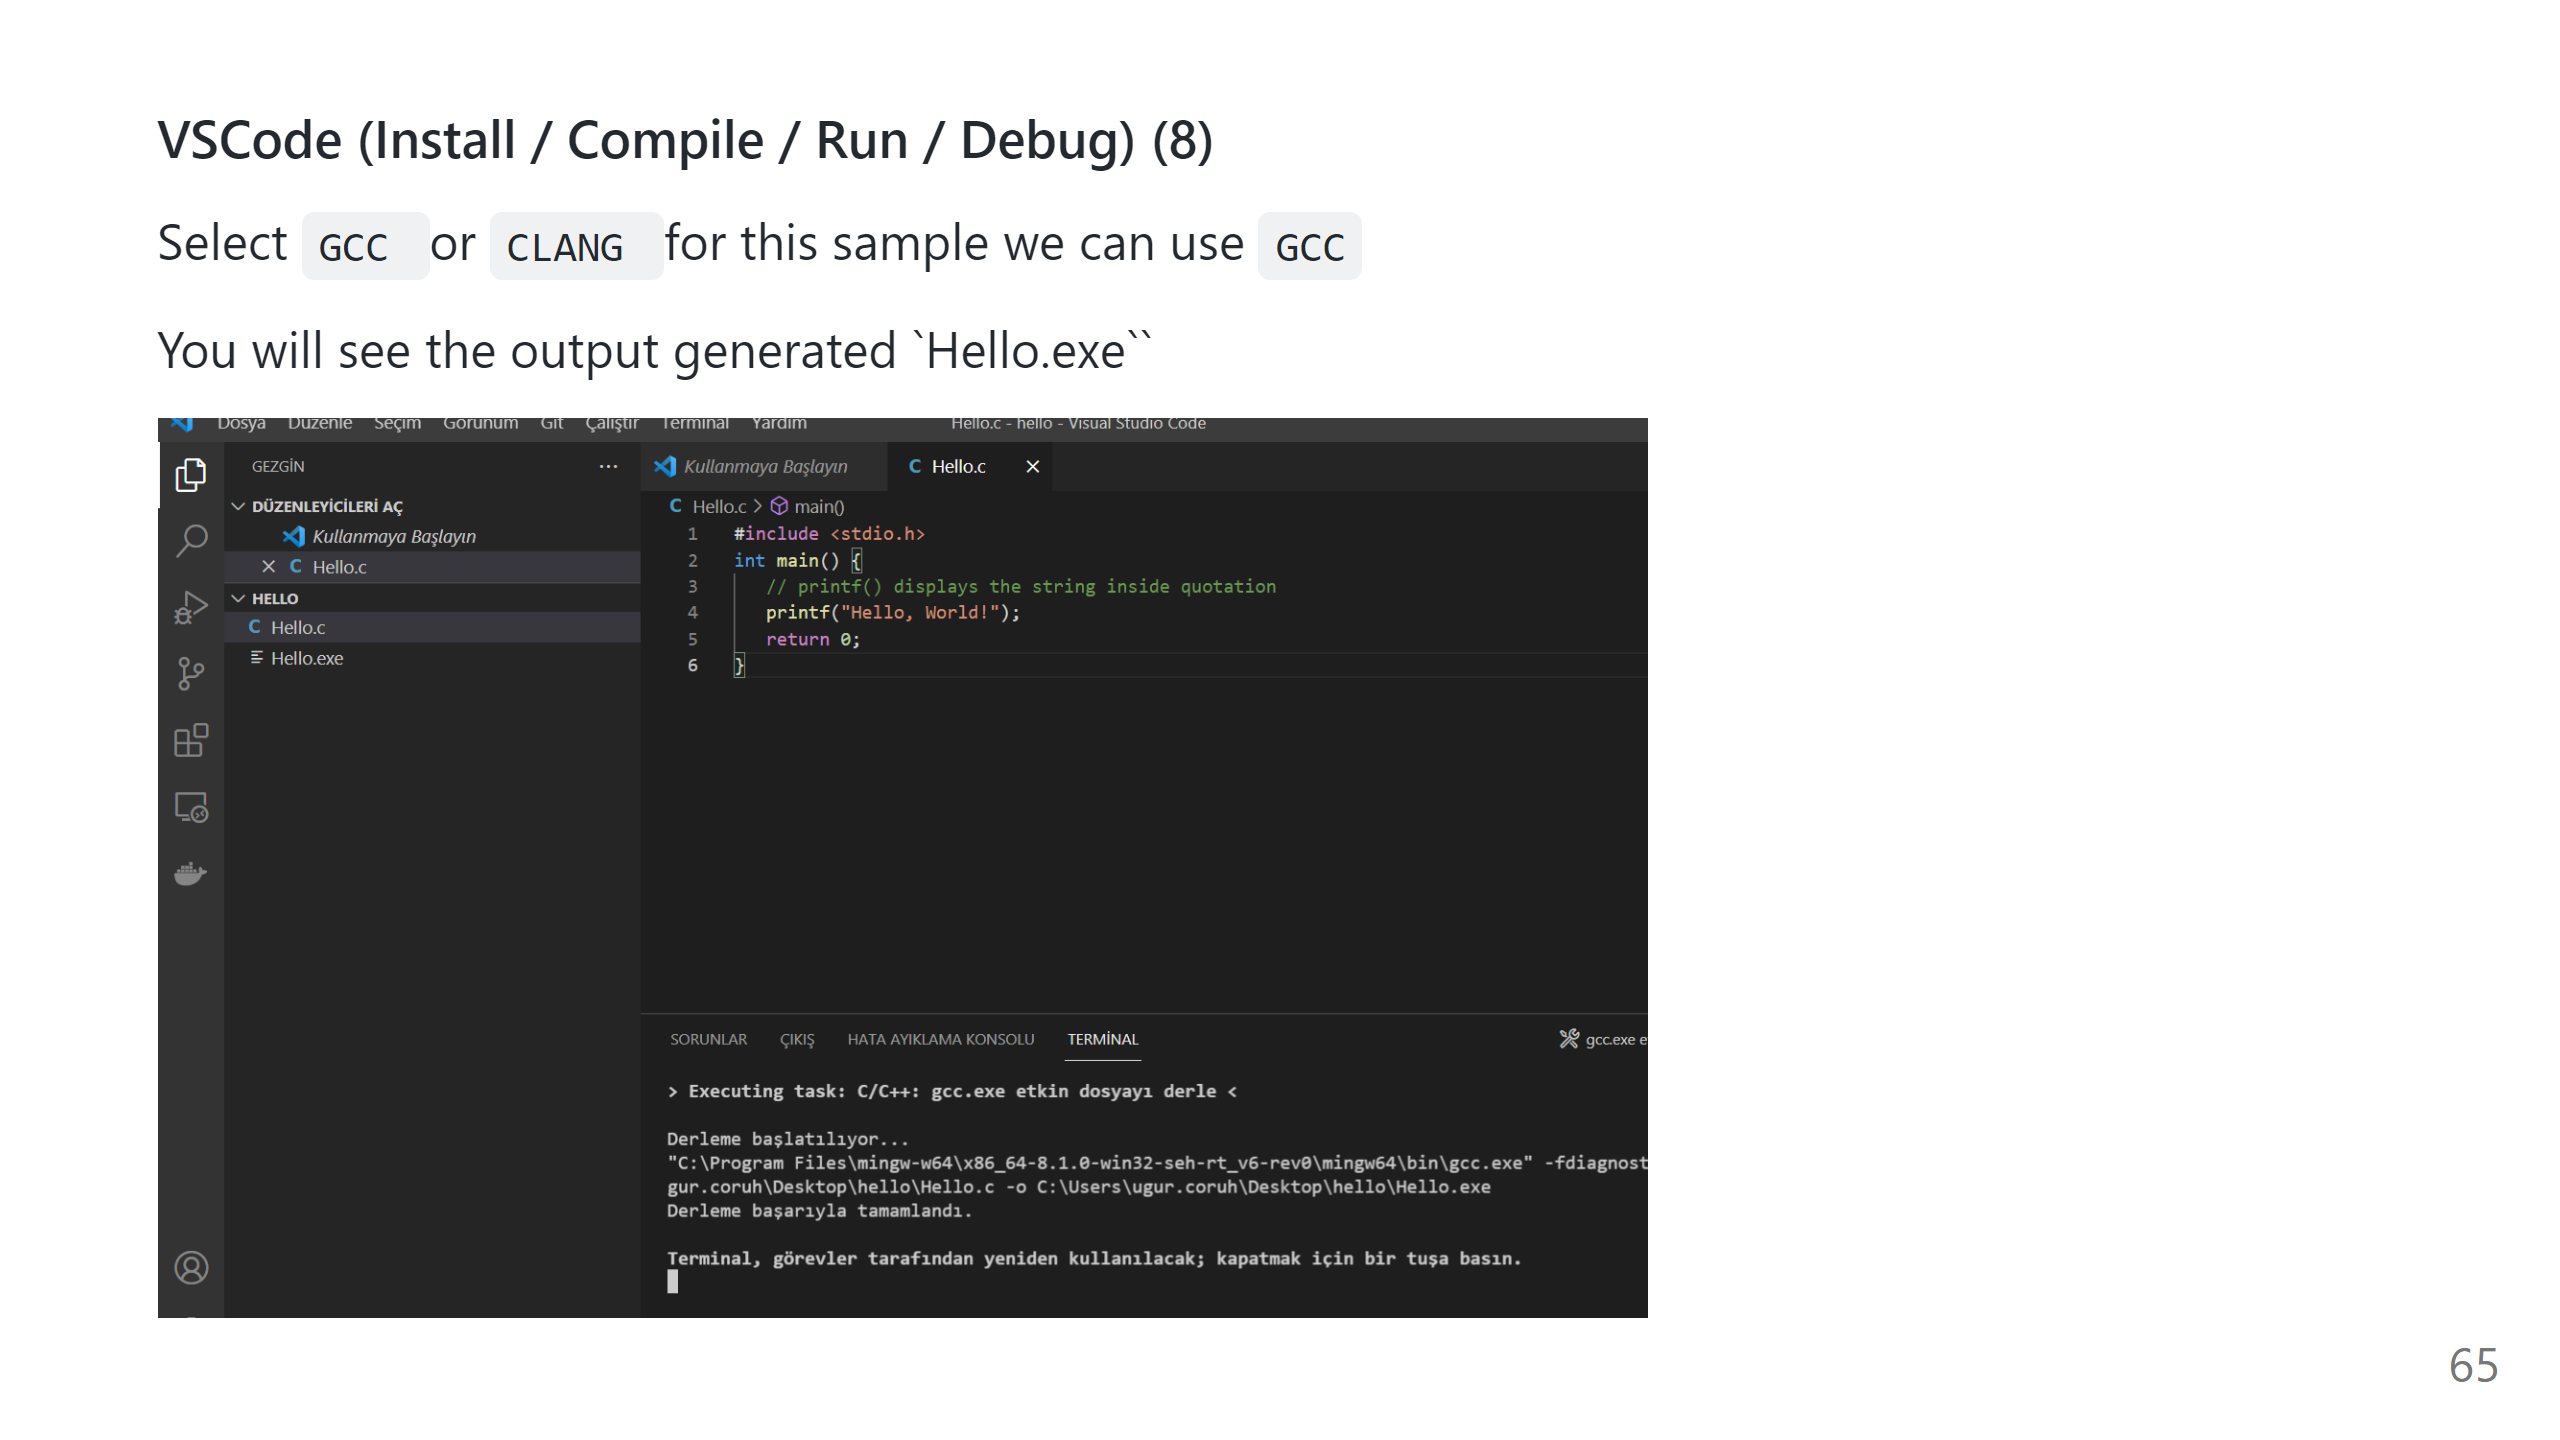 VSCode (Install / Compile / Run / Debug) (8)
Select GCC or CLANG for this sample we can use GCC
You will see the output generated `Hello.exe``
Dosya Düzenle Seçim Görünüm Git Çalıştır Terminal Yardım Hello.c - hello - Visual Studio Code
GEZGİN ···
DÜZENLEYİCİLERİ AÇ
Kullanmaya Başlayın
C Hello.c
HELLO
C Hello.c
Hello.exe
Kullanmaya Başlayın C Hello.c
C Hello.c > main()
1 #include <stdio.h>
2 int main() {
3 // printf() displays the string inside quotation
4 printf("Hello, World!");
5 return 0;
6 }
SORUNLAR ÇIKIŞ HATA AYIKLAMA KONSOLU TERMİNAL gcc.exe e
> Executing task: C/C++: gcc.exe etkin dosyayı derle <
Derleme başlatılıyor...
"C:\Program Files\mingw-w64\x86_64-8.1.0-win32-seh-rt_v6-rev0\mingw64\bin\gcc.exe" -fdiagnost
gur.coruh\Desktop\hello\Hello.c -o C:\Users\ugur.coruh\Desktop\hello\Hello.exe
Derleme başarıyla tamamlandı.
Terminal, görevler tarafından yeniden kullanılacak; kapatmak için bir tuşa basın.
65